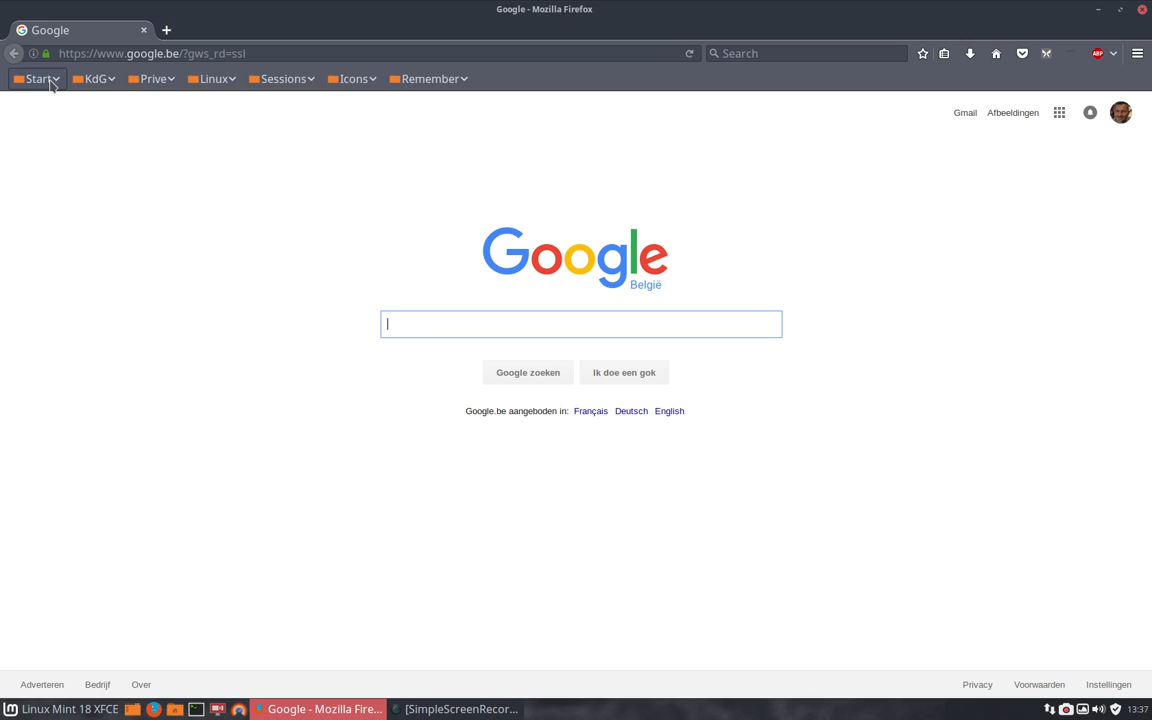 Google - Mozilla Firefox
Google
https://www.google.be/?gws_rd=ssl
Search
ABP
Start
KdG
Prive
Linux
Sessions
Icons
Remember
Gmail Afbeeldingen
Google
België
Google zoeken
Ik doe een gok
Google.be aangeboden in: Français Deutsch English
Adverteren Bedrijf Over
Privacy Voorwaarden Instellingen
Linux Mint 18 XFCE
Google - Mozilla Fire...
[SimpleScreenRecor...
13:37